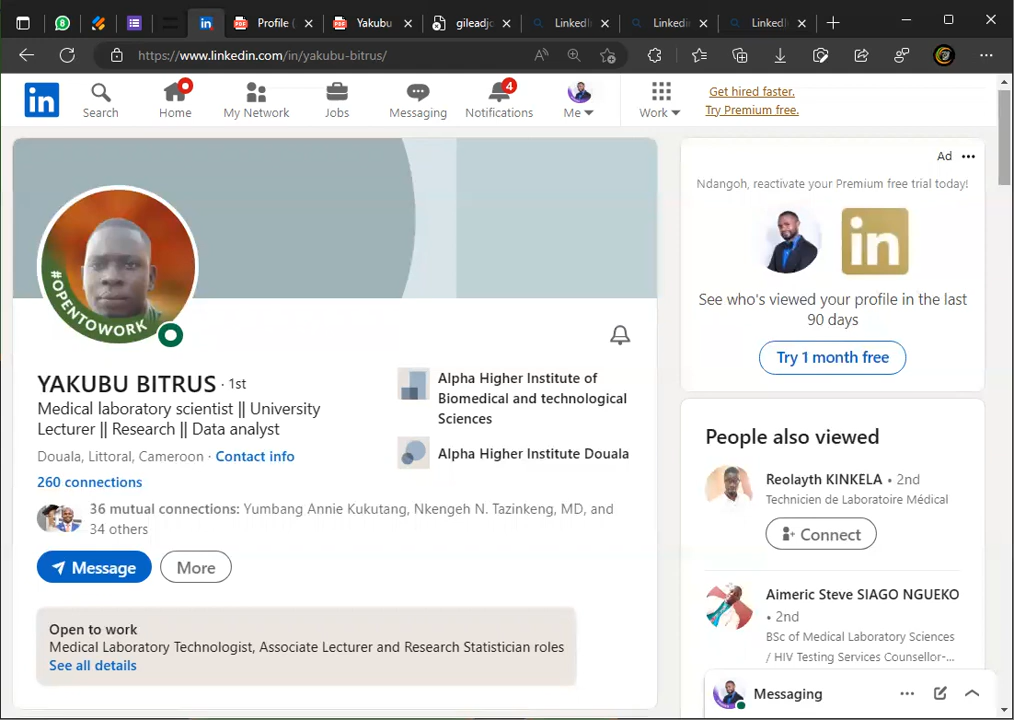 Profile (
Yakubu
gileadjo
LinkedIn
LinkedIn
LinkedIn
https://www.linkedin.com/in/yakubu-bitrus/
in
Search
Home
My Network
Jobs
Messaging
4
Notifications
Me
Work
Get hired faster.
Try Premium free.
#OPENTOWORK
YAKUBU BITRUS · 1st
Medical laboratory scientist || University
Lecturer || Research || Data analyst
Douala, Littoral, Cameroon · Contact info
260 connections
36 mutual connections: Yumbang Annie Kukutang, Nkengeh N. Tazinkeng, MD, and
34 others
Message
More
Alpha Higher Institute of
Biomedical and technological
Sciences
Alpha Higher Institute Douala
Open to work
Medical Laboratory Technologist, Associate Lecturer and Research Statistician roles
See all details
Ad
Ndangoh, reactivate your Premium free trial today!
in
See who's viewed your profile in the last
90 days
Try 1 month free
People also viewed
Reolayth KINKELA • 2nd
Technicien de Laboratoire Médical
Connect
Aimeric Steve SIAGO NGUEKO
• 2nd
BSc of Medical Laboratory Sciences
/ HIV Testing Services Counsellor-...
Messaging